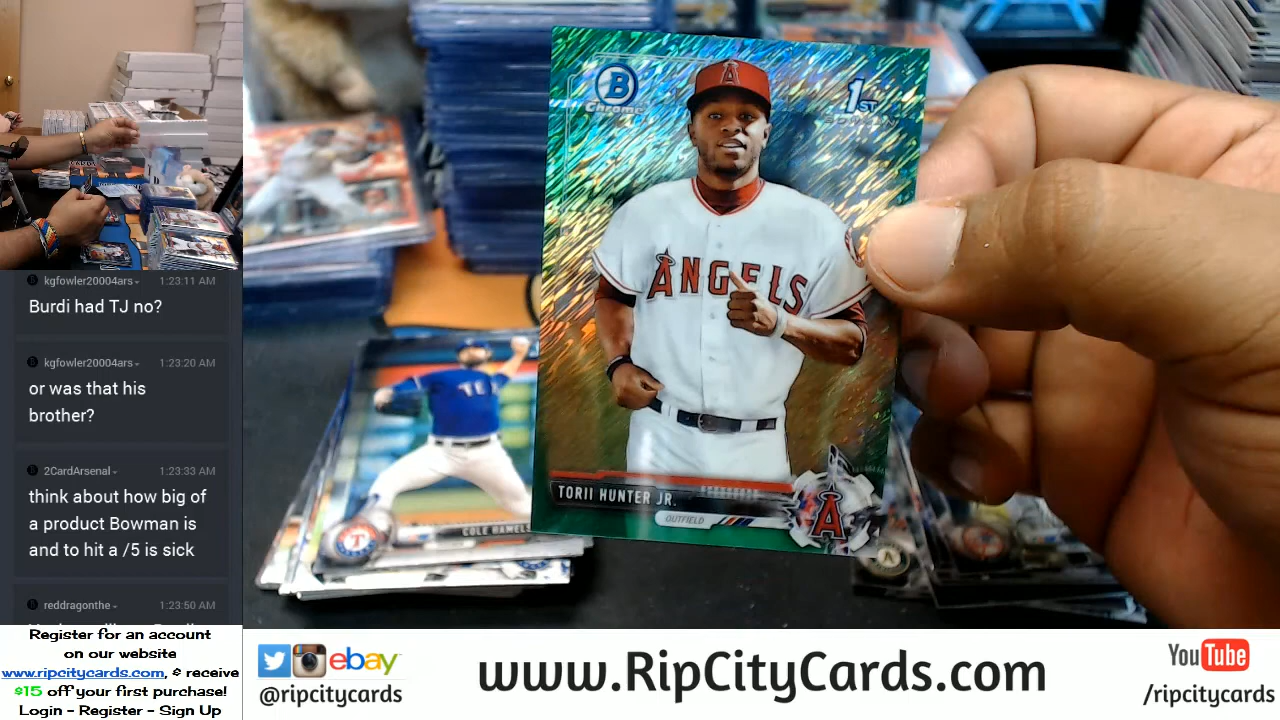 kgfowler20004ars 1:23:11 AM
Burdi had TJ no?
kgfowler20004ars 1:23:20 AM
or was that his
brother?
2CardArsenal 1:23:33 AM
think about how big of
a product Bowman is
and to hit a /5 is sick
reddragonthe 1:23:50 AM
Register for an account
on our website
www.ripcitycards.com, & receive
$15 off your first purchase!
Login - Register - Sign Up
B
Chrome
1ST
BOWMAN
A
ANGELS
TORII HUNTER JR.
OUTFIELD
A
TEX
T
COLE HAMELS
ebay
@ripcitycards
www.RipCityCards.com
YouTube
/ripcitycards